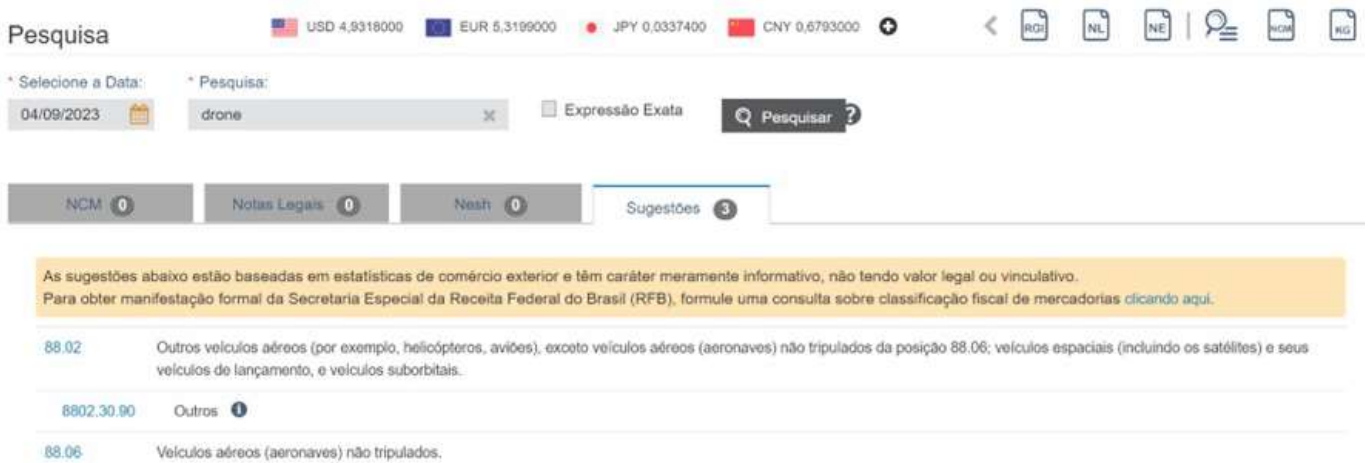 Pesquisa
USD 4,9318000 EUR 5,3199000 JPY 0,0337400 CNY 0,6793000
RGI NL NE NCM KG
* Selecione a Data: * Pesquisa:
04/09/2023 drone Expressão Exata Pesquisar ?
NCM 0 Notas Legais 0 Nesh 0 Sugestões 3
As sugestões abaixo estão baseadas em estatísticas de comércio exterior e têm caráter meramente informativo, não tendo valor legal ou vinculativo.
Para obter manifestação formal da Secretaria Especial da Receita Federal do Brasil (RFB), formule uma consulta sobre classificação fiscal de mercadorias clicando aqui.
88.02 Outros veículos aéreos (por exemplo, helicópteros, aviões), exceto veículos aéreos (aeronaves) não tripulados da posição 88.06; veículos espaciais (incluindo os satélites) e seus
veículos de lançamento, e veículos suborbitais.
8802.30.90 Outros
88.06 Veículos aéreos (aeronaves) não tripulados.